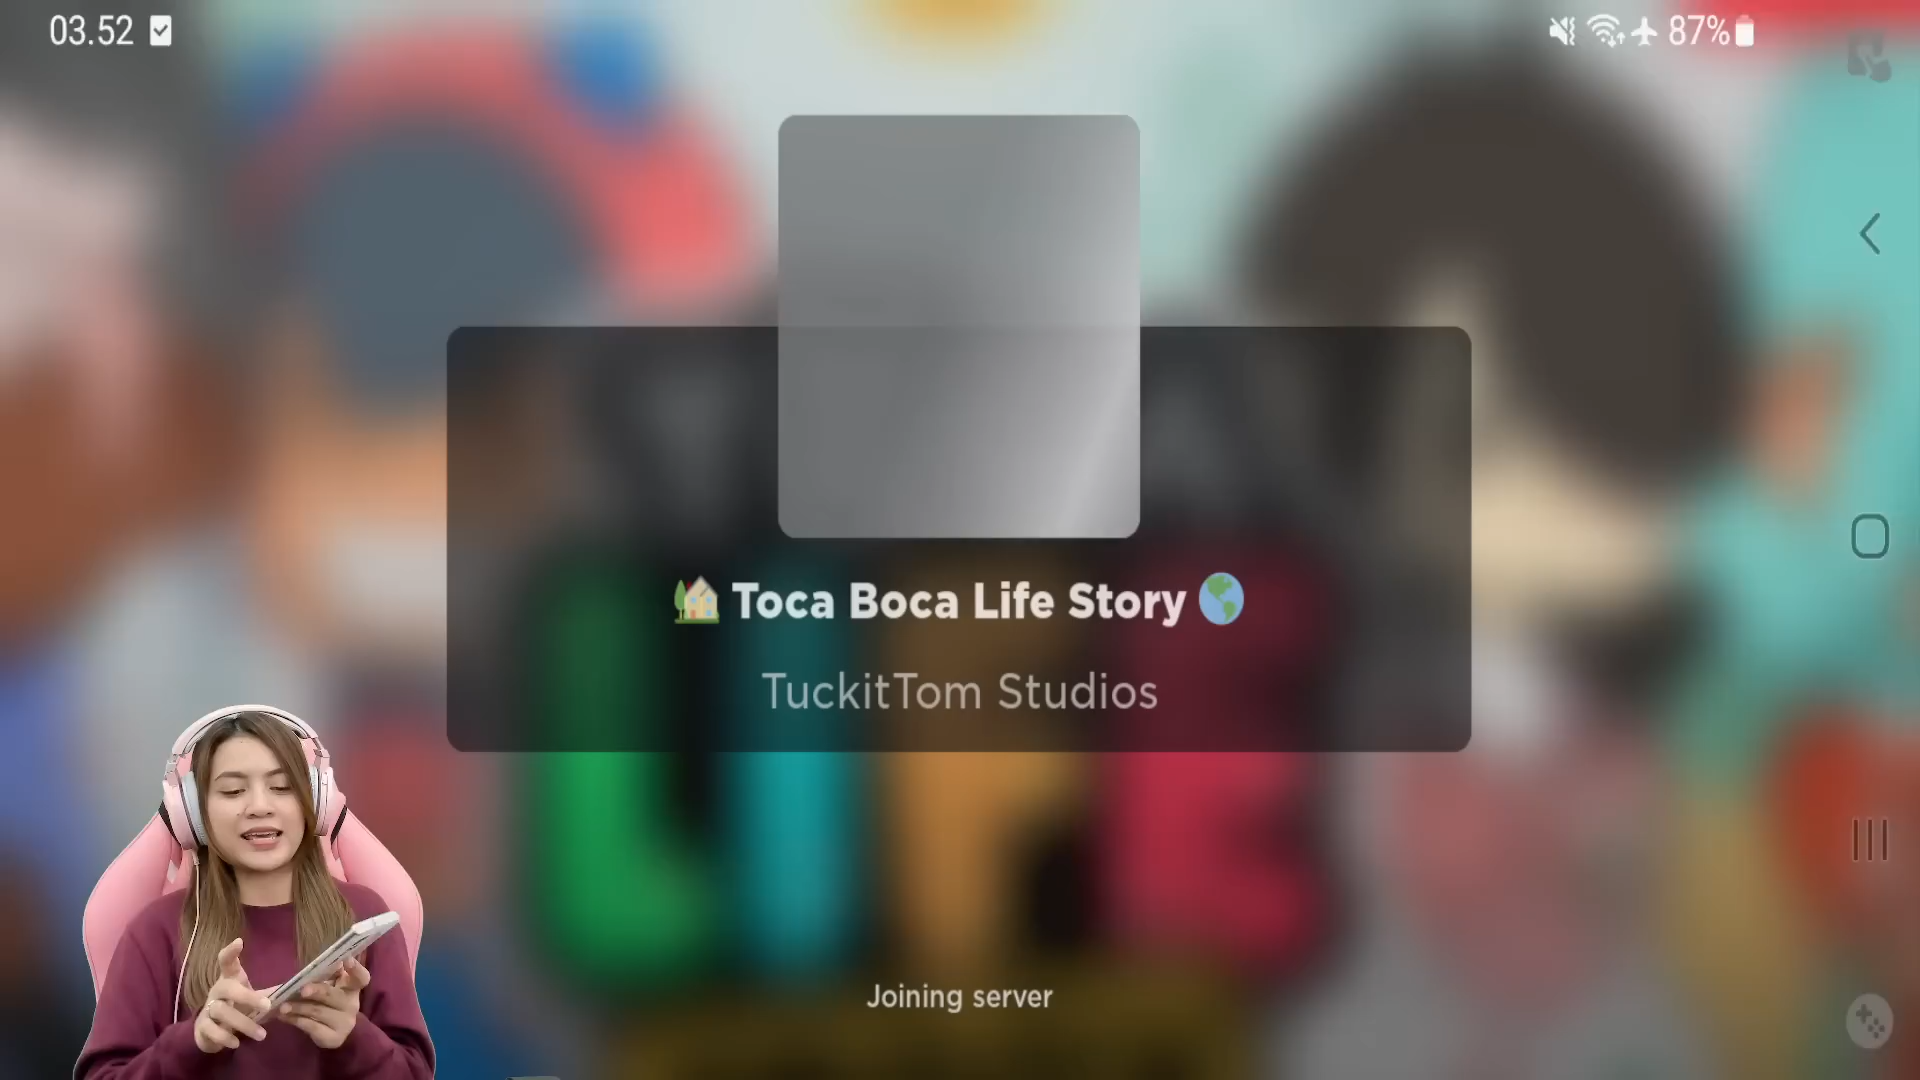 03.52
87%
🏡 Toca Boca Life Story 🌎
TuckitTom Studios
Joining server